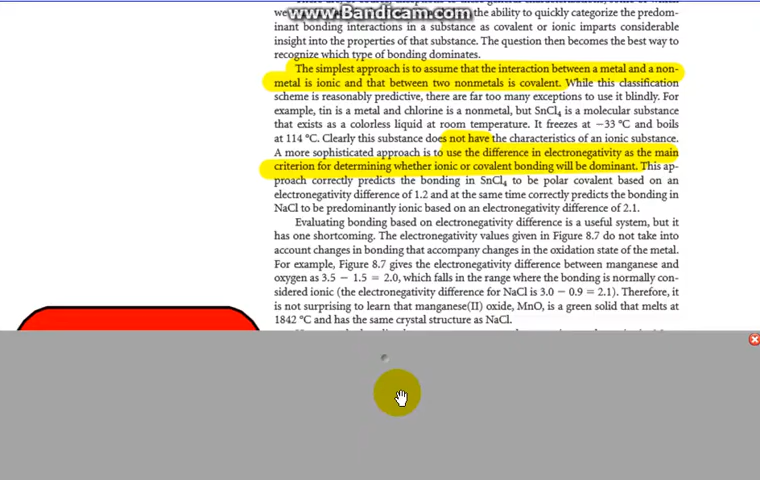 www.Bandicam.com
the ability to quickly categorize the predom-
inant bonding interactions in a substance as covalent or ionic imparts considerable
insight into the properties of that substance. The question then becomes the best way to
recognize which type of bonding dominates.
The simplest approach is to assume that the interaction between a metal and a non-
metal is ionic and that between two nonmetals is covalent. While this classification
scheme is reasonably predictive, there are far too many exceptions to use it blindly. For
example, tin is a metal and chlorine is a nonmetal, but SnCl₄ is a molecular substance
that exists as a colorless liquid at room temperature. It freezes at −33 °C and boils
at 114 °C. Clearly this substance does not have the characteristics of an ionic substance.
A more sophisticated approach is to use the difference in electronegativity as the main
criterion for determining whether ionic or covalent bonding will be dominant. This ap-
proach correctly predicts the bonding in SnCl₄ to be polar covalent based on an
electronegativity difference of 1.2 and at the same time correctly predicts the bonding in
NaCl to be predominantly ionic based on an electronegativity difference of 2.1.
Evaluating bonding based on electronegativity difference is a useful system, but it
has one shortcoming. The electronegativity values given in Figure 8.7 do not take into
account changes in bonding that accompany changes in the oxidation state of the metal.
For example, Figure 8.7 gives the electronegativity difference between manganese and
oxygen as 3.5 − 1.5 = 2.0, which falls in the range where the bonding is normally con-
sidered ionic (the electronegativity difference for NaCl is 3.0 − 0.9 = 2.1). Therefore, it
is not surprising to learn that manganese(II) oxide, MnO, is a green solid that melts at
1842 °C and has the same crystal structure as NaCl.